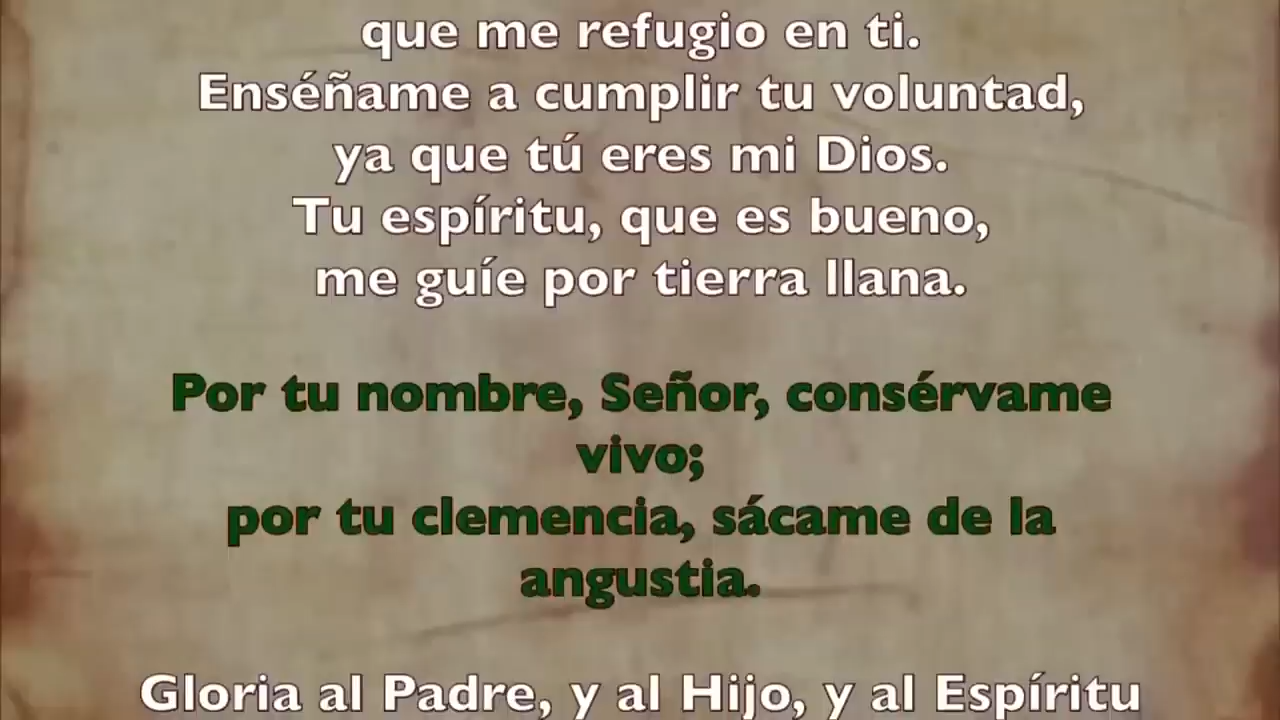 que me refugio en ti.
Enséñame a cumplir tu voluntad,
ya que tú eres mi Dios.
Tu espíritu, que es bueno,
me guíe por tierra llana.
Por tu nombre, Señor, consérvame
vivo;
por tu clemencia, sácame de la
angustia.
Gloria al Padre, y al Hijo, y al Espíritu